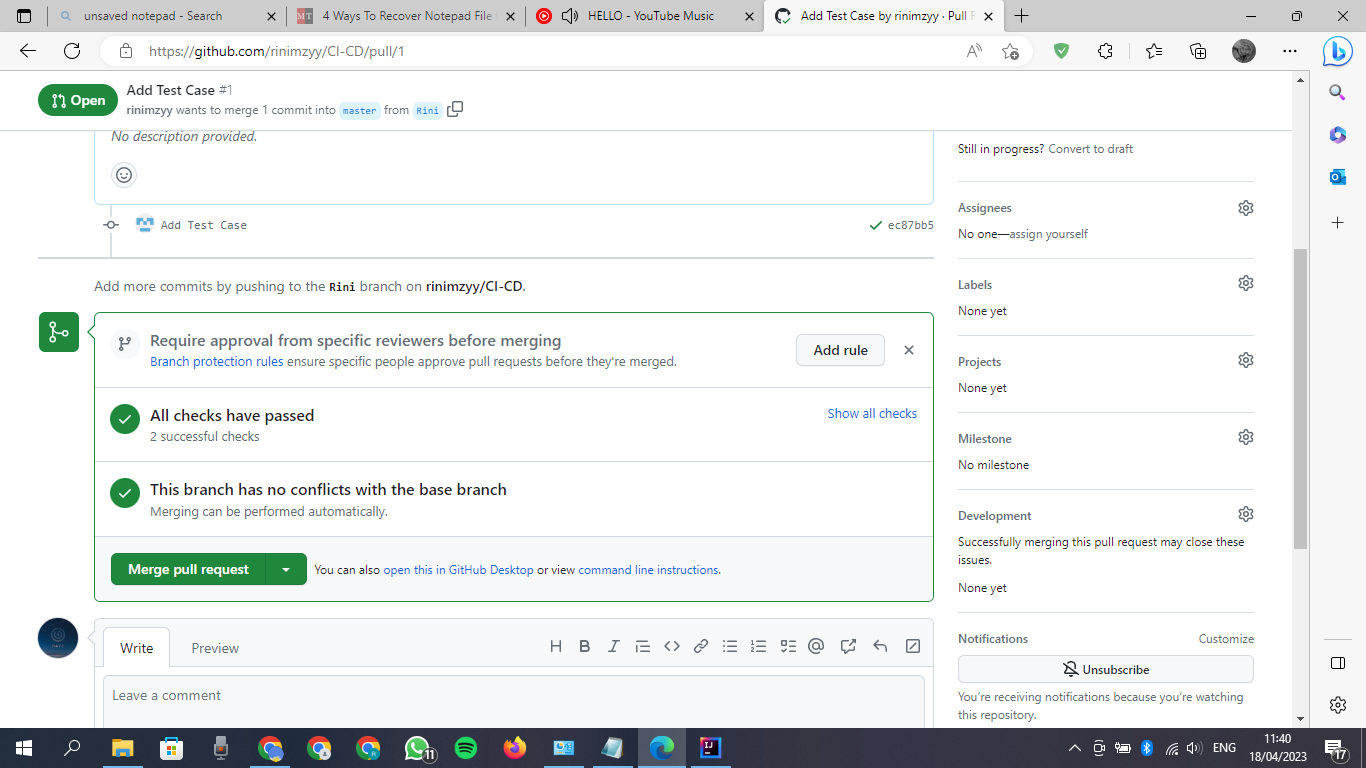 unsaved notepad - Search
4 Ways To Recover Notepad File
HELLO - YouTube Music
Add Test Case by rinimzyy · Pull
https://github.com/rinimzyy/CI-CD/pull/1
Open
Add Test Case #1
rinimzyy wants to merge 1 commit into master from Rini
No description provided.
Add Test Case
ec87bb5
Add more commits by pushing to the Rini branch on rinimzyy/CI-CD.
Require approval from specific reviewers before merging
Branch protection rules ensure specific people approve pull requests before they're merged.
Add rule
All checks have passed
2 successful checks
Show all checks
This branch has no conflicts with the base branch
Merging can be performed automatically.
Merge pull request
You can also open this in GitHub Desktop or view command line instructions.
Write
Preview
Leave a comment
Still in progress? Convert to draft
Assignees
No one—assign yourself
Labels
None yet
Projects
None yet
Milestone
No milestone
Development
Successfully merging this pull request may close these
issues.
None yet
Notifications
Customize
Unsubscribe
You're receiving notifications because you're watching
this repository.
11
ENG
11:40
18/04/2023
17